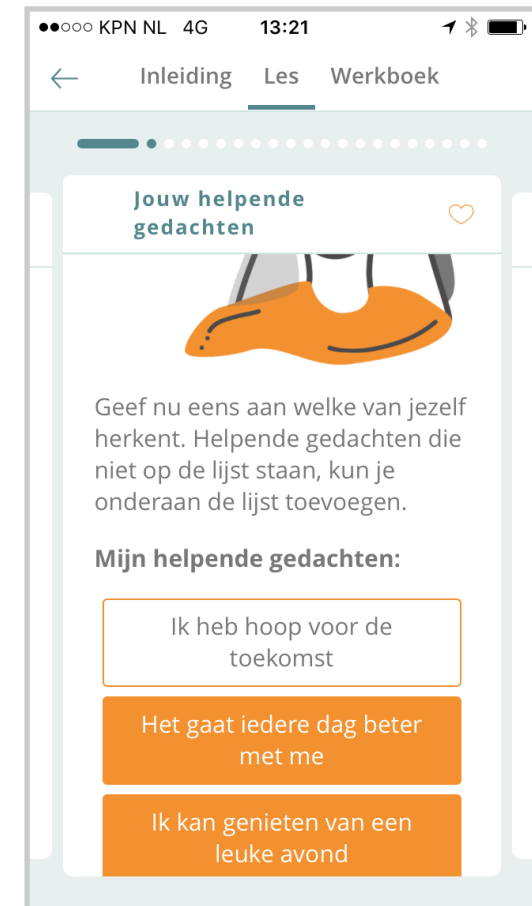 KPN NL 4G 13:21
Inleiding Les Werkboek
Jouw helpende
gedachten
Geef nu eens aan welke van jezelf
herkent. Helpende gedachten die
niet op de lijst staan, kun je
onderaan de lijst toevoegen.
Mijn helpende gedachten:
Ik heb hoop voor de
toekomst
Het gaat iedere dag beter
met me
Ik kan genieten van een
leuke avond